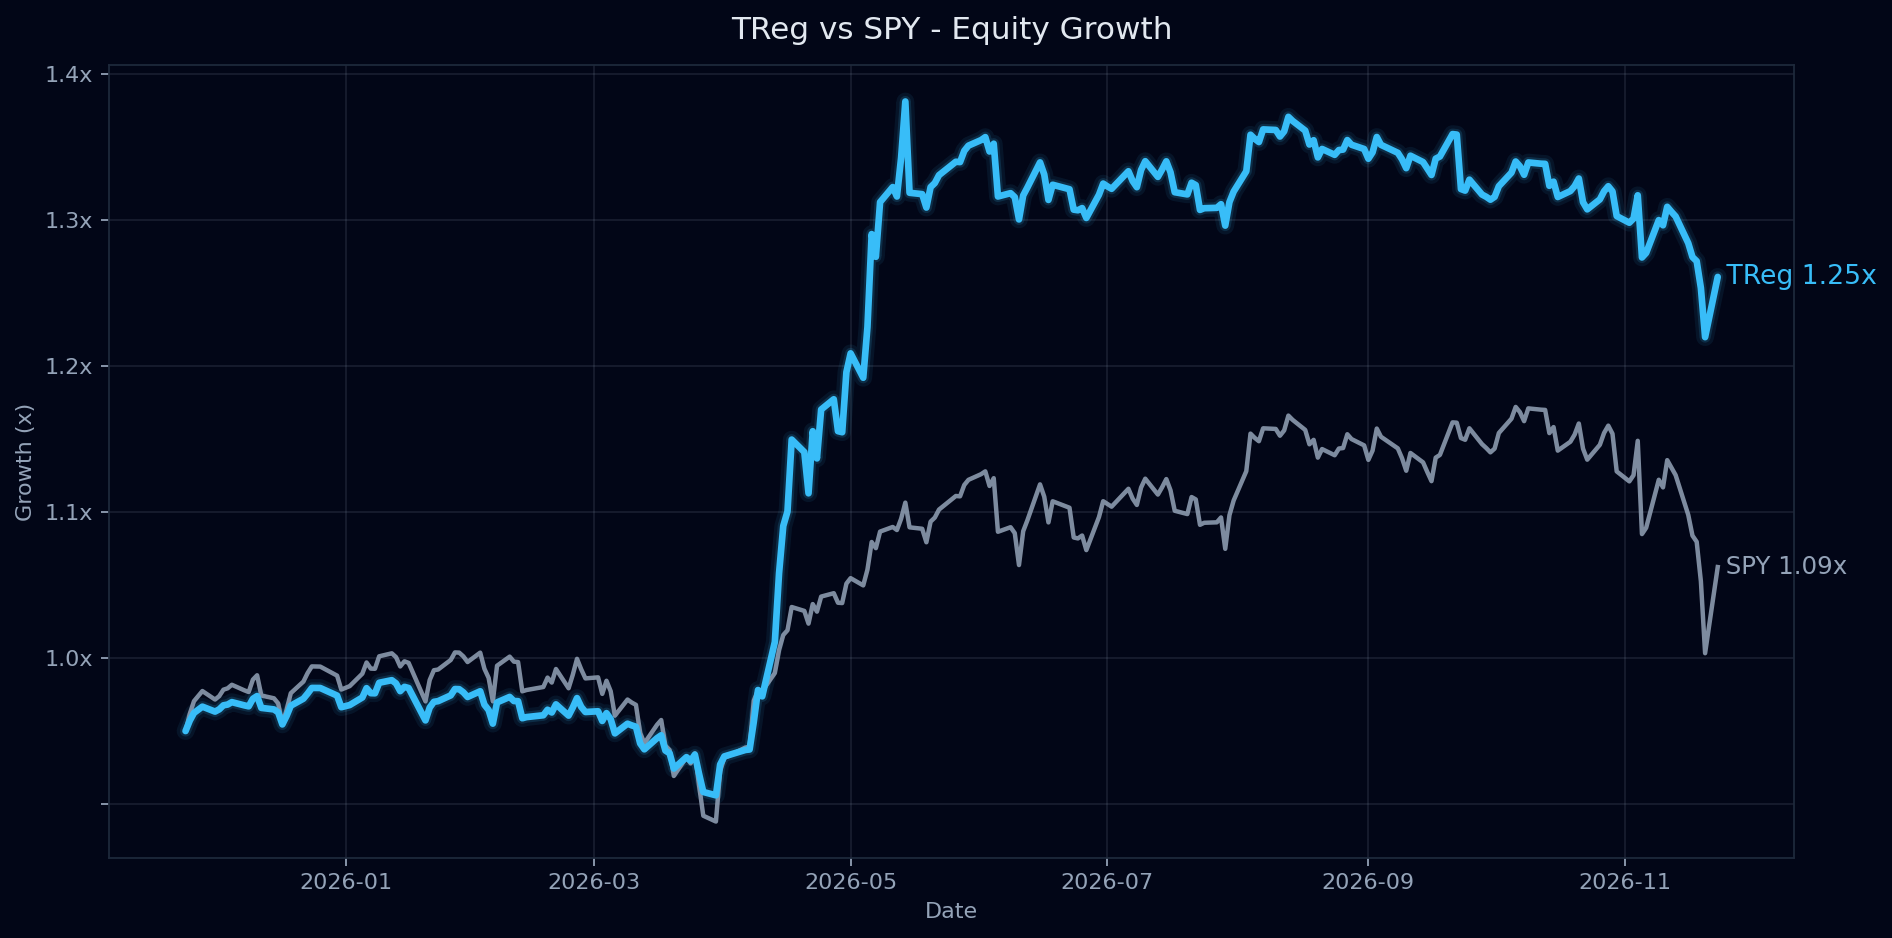 TReg vs SPY - Equity Growth
1.4x
1.3x
1.2x
1.1x
1.0x
Growth (x)
TReg 1.25x
SPY 1.09x
2026-01
2026-03
2026-05
2026-07
2026-09
2026-11
Date